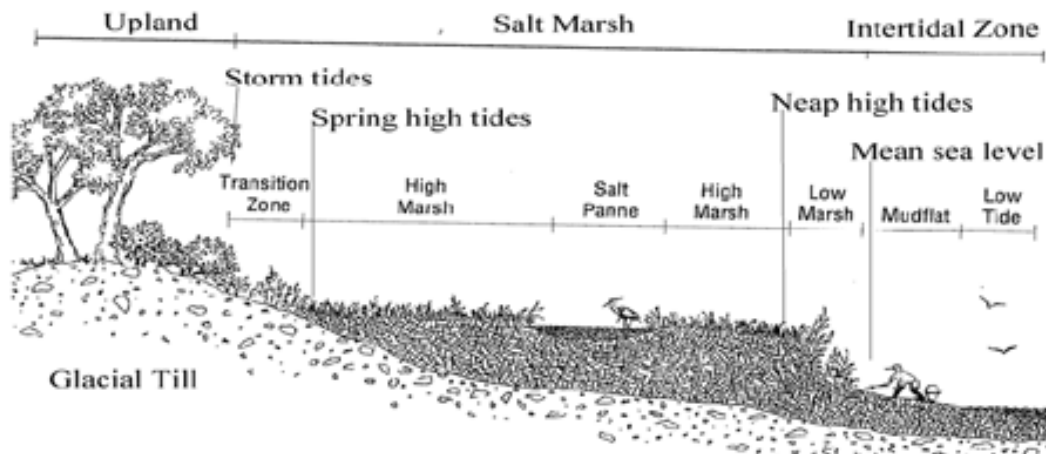 Upland Salt Marsh Intertidal Zone
Storm tides
Spring high tides
Neap high tides
Mean sea level
Transition
Zone
High
Marsh
Salt
Panne
High
Marsh
Low
Marsh
Mudflat
Low
Tide
Glacial Till